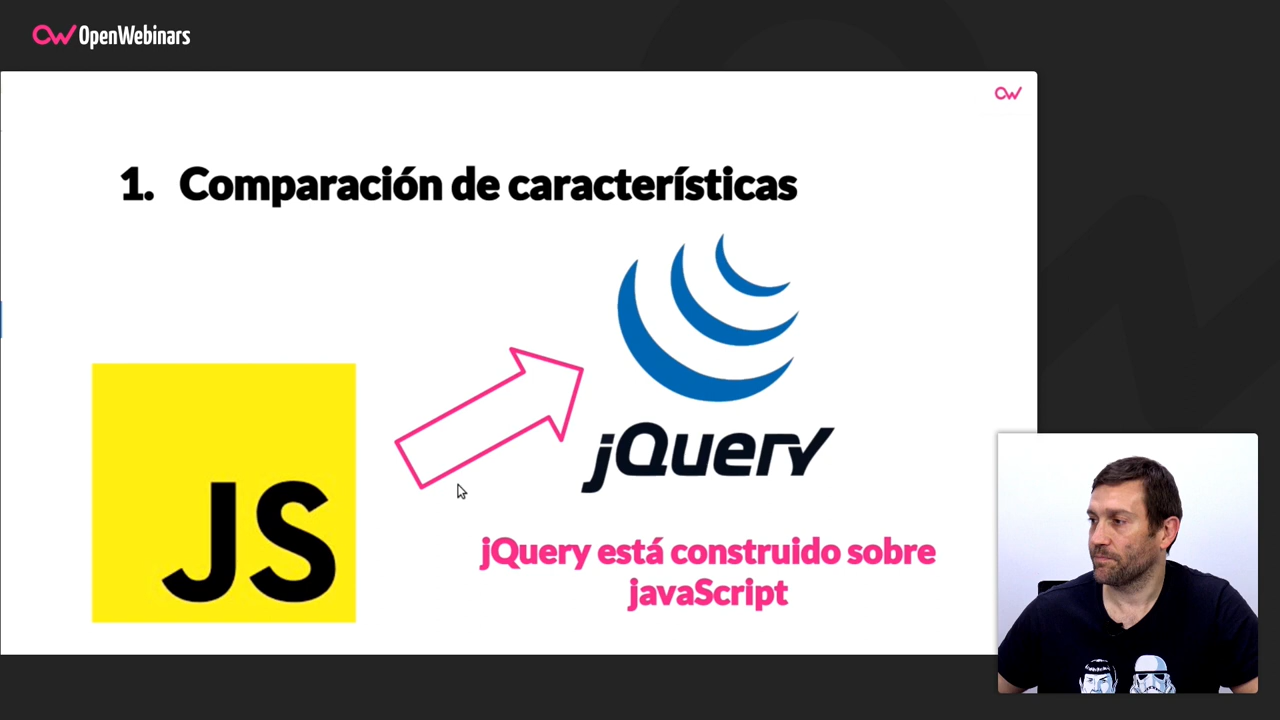 OpenWebinars
1. Comparación de características
jQuery
JS
jQuery está construido sobre
javaScript